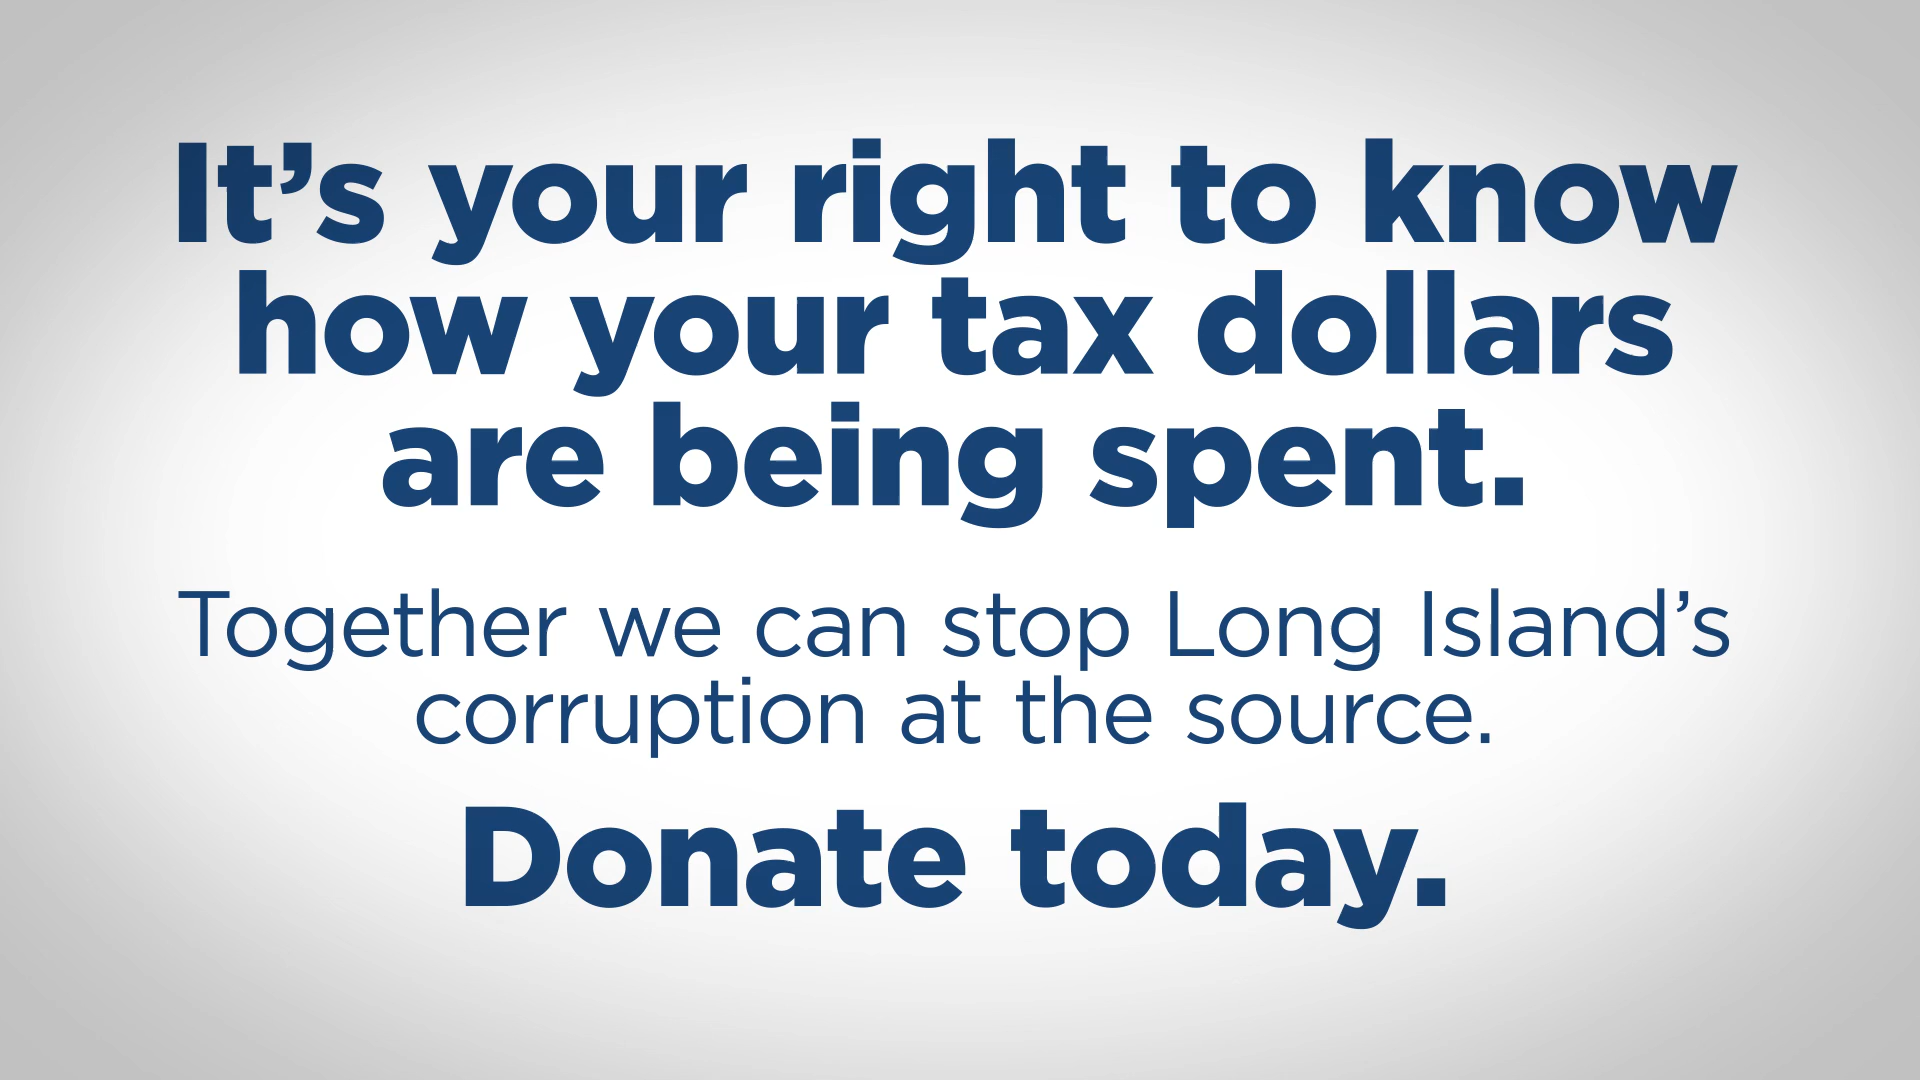 It’s your right to know
how your tax dollars
are being spent.
Together we can stop Long Island’s
corruption at the source.
Donate today.